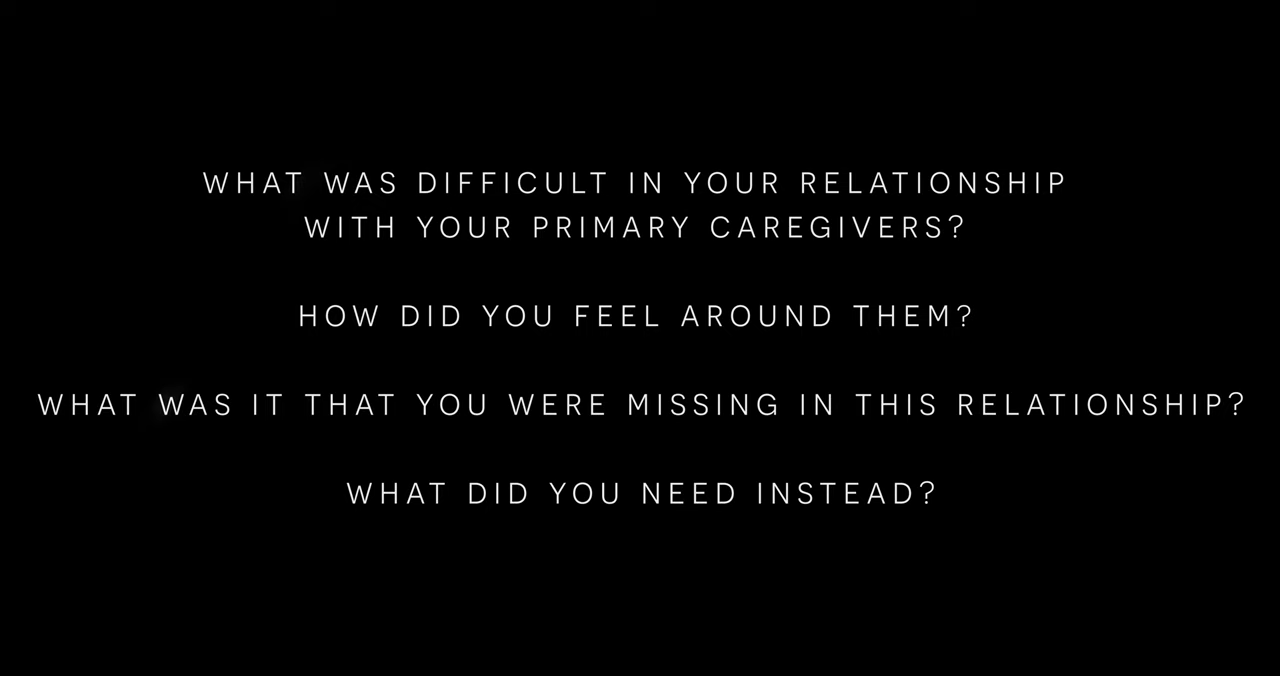 WHAT WAS DIFFICULT IN YOUR RELATIONSHIP
WITH YOUR PRIMARY CAREGIVERS?
HOW DID YOU FEEL AROUND THEM?
WHAT WAS IT THAT YOU WERE MISSING IN THIS RELATIONSHIP?
WHAT DID YOU NEED INSTEAD?